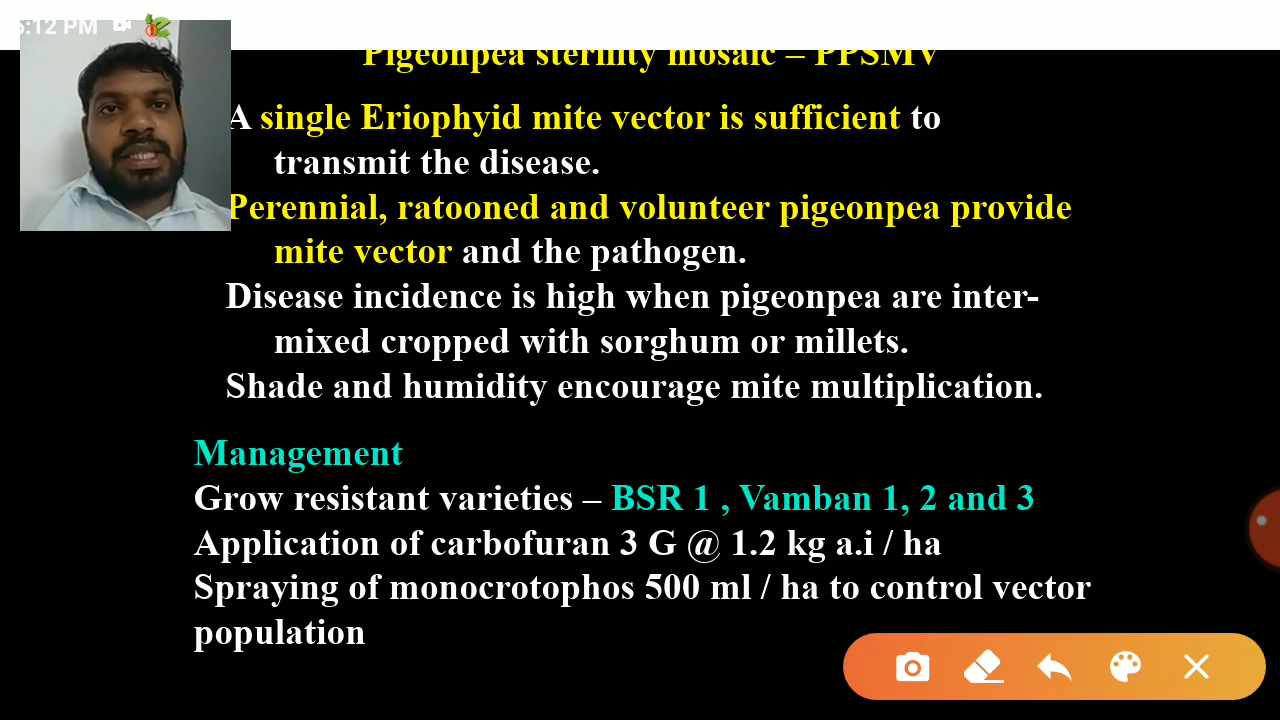 :12 PM
Pigeonpea sterility mosaic – PPSMV
A single Eriophyid mite vector is sufficient to
transmit the disease.
Perennial, ratooned and volunteer pigeonpea provide
mite vector and the pathogen.
Disease incidence is high when pigeonpea are inter-
mixed cropped with sorghum or millets.
Shade and humidity encourage mite multiplication.
Management
Grow resistant varieties – BSR 1 , Vamban 1, 2 and 3
Application of carbofuran 3 G @ 1.2 kg a.i / ha
Spraying of monocrotophos 500 ml / ha to control vector
population